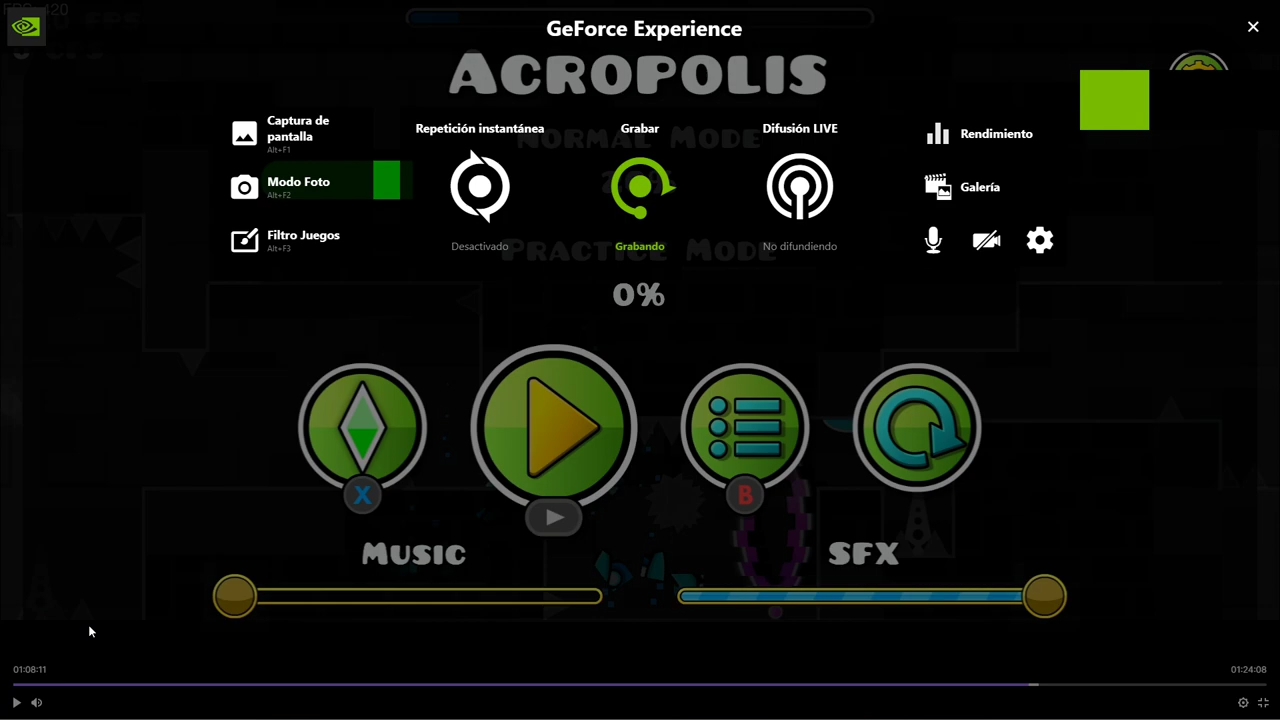 FPS: 420
GeForce Experience
ACROPOLIS
Captura de
pantalla
Alt+F1
Repetición instantánea
Grabar
Difusión LIVE
Rendimiento
NORMAL MODE
Modo Foto
Alt+F2
Galería
Filtro Juegos
Alt+F3
Desactivado
Grabando
No difundiendo
PRACTICE MODE
0%
X
B
MUSIC
SFX
01:08:11
01:24:08